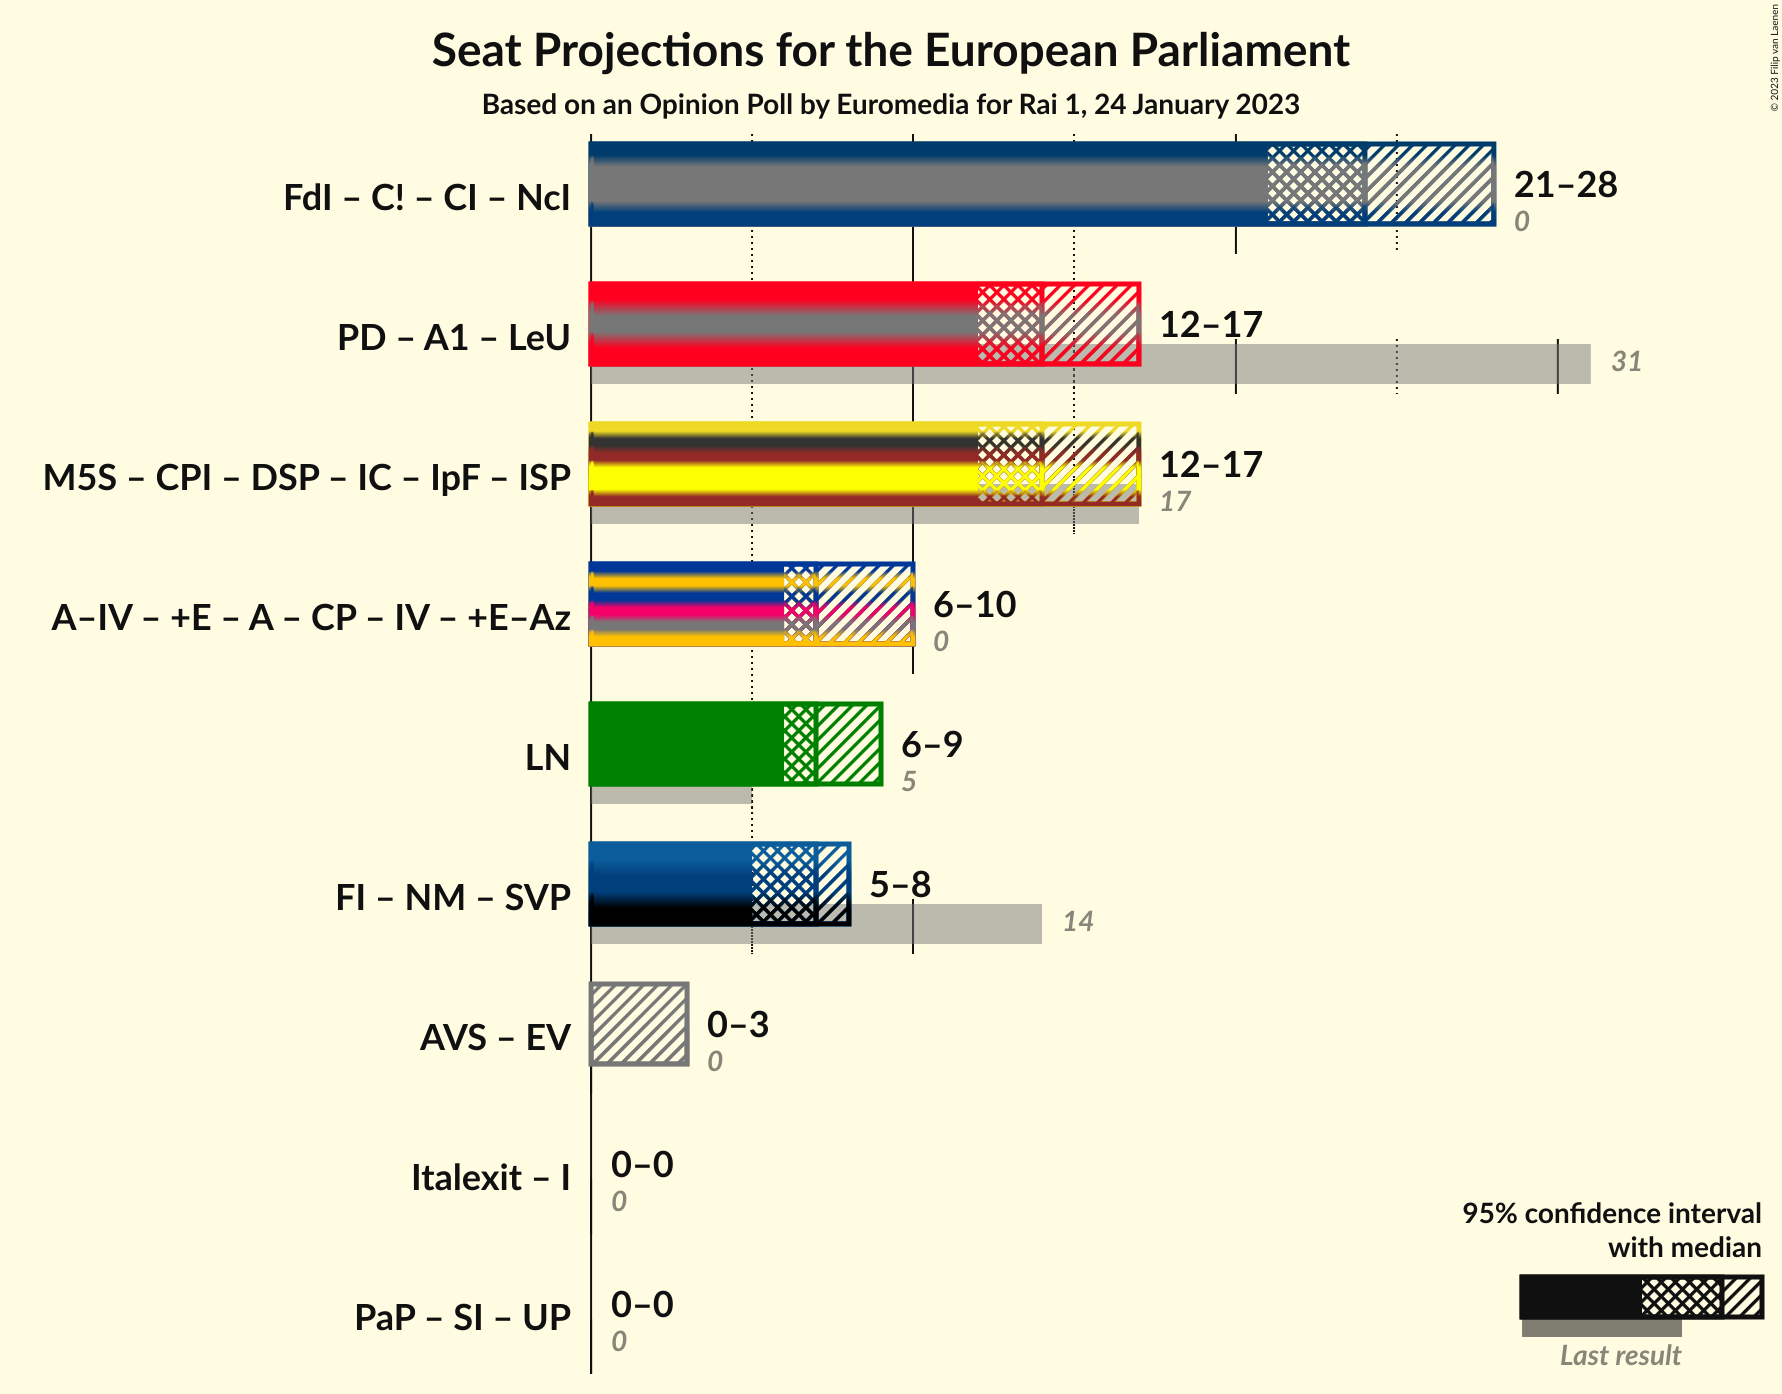 Seat Projections for the European Parliament
Based on an Opinion Poll by Euromedia for Rai 1, 24 January 2023
© 2023 Filip van Laenen
FdI – C! – CI – NcI
21–28
0
PD – A1 – LeU
12–17
31
M5S – CPI – DSP – IC – IpF – ISP
12–17
17
A–IV – +E – A – CP – IV – +E–Az
6–10
0
LN
6–9
5
FI – NM – SVP
5–8
14
AVS – EV
0–3
0
Italexit – I
0–0
0
PaP – SI – UP
0–0
0
95% confidence interval
with median
Last result